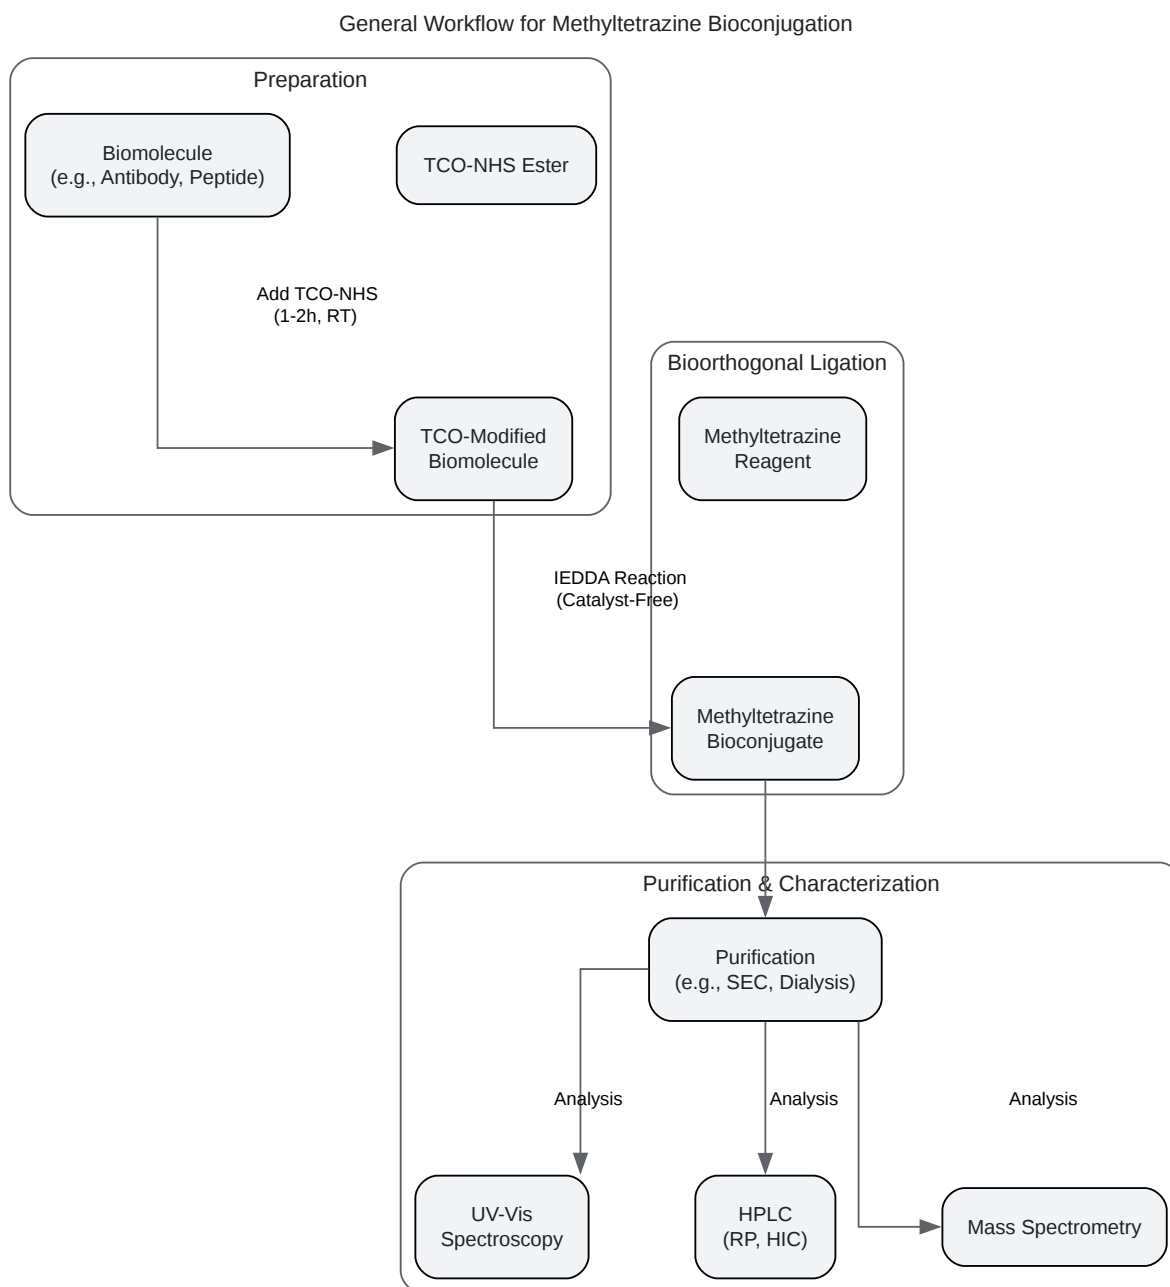 General Workflow for Methyltetrazine Bioconjugation
Preparation
Biomolecule
(e.g., Antibody, Peptide)
TCO-NHS Ester
Add TCO-NHS
(1-2h, RT)
TCO-Modified
Biomolecule
Bioorthogonal Ligation
Methyltetrazine
Reagent
IEDDA Reaction
(Catalyst-Free)
Methyltetrazine
Bioconjugate
Purification & Characterization
Purification
(e.g., SEC, Dialysis)
Analysis
Analysis
Analysis
UV-Vis
Spectroscopy
HPLC
(RP, HIC)
Mass Spectrometry